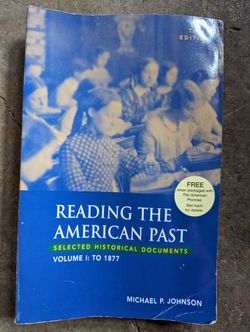 EDITION
READING THE
AMERICAN PAST
SELECTED HISTORICAL DOCUMENTS
VOLUME I: TO 1877
FREE
when packaged with
The American
Promise
See back
for details
MICHAEL P. JOHNSON